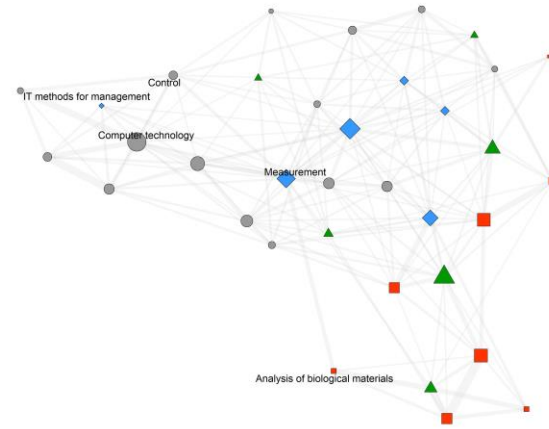 Control
IT methods for management
Computer technology
Measurement
Analysis of biological materials